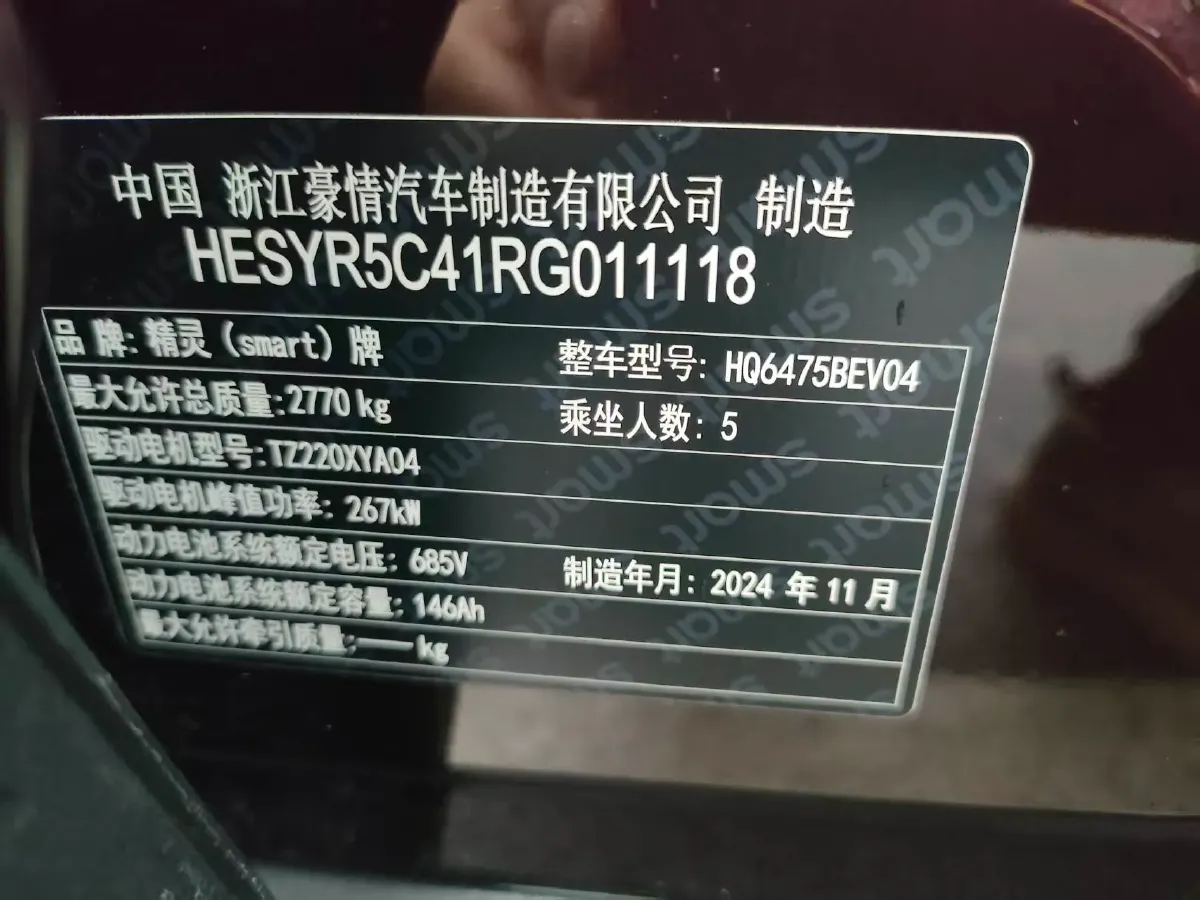 中国 浙江豪情汽车制造有限公司 制造
HESYR5C41RG011118
品 牌: 精灵 (smart) 牌 整车型号: HQ6475BEV04
最大允许总质量:2770 kg 乘坐人数: 5
驱动电机型号:TZ220XYA04
驱动电机峰值功率: 267kW
动力电池系统额定电压: 685V 制造年月: 2024 年 11 月
动力电池系统额定容量: 146Ah
最大允许牵引质量:—— kg
smart